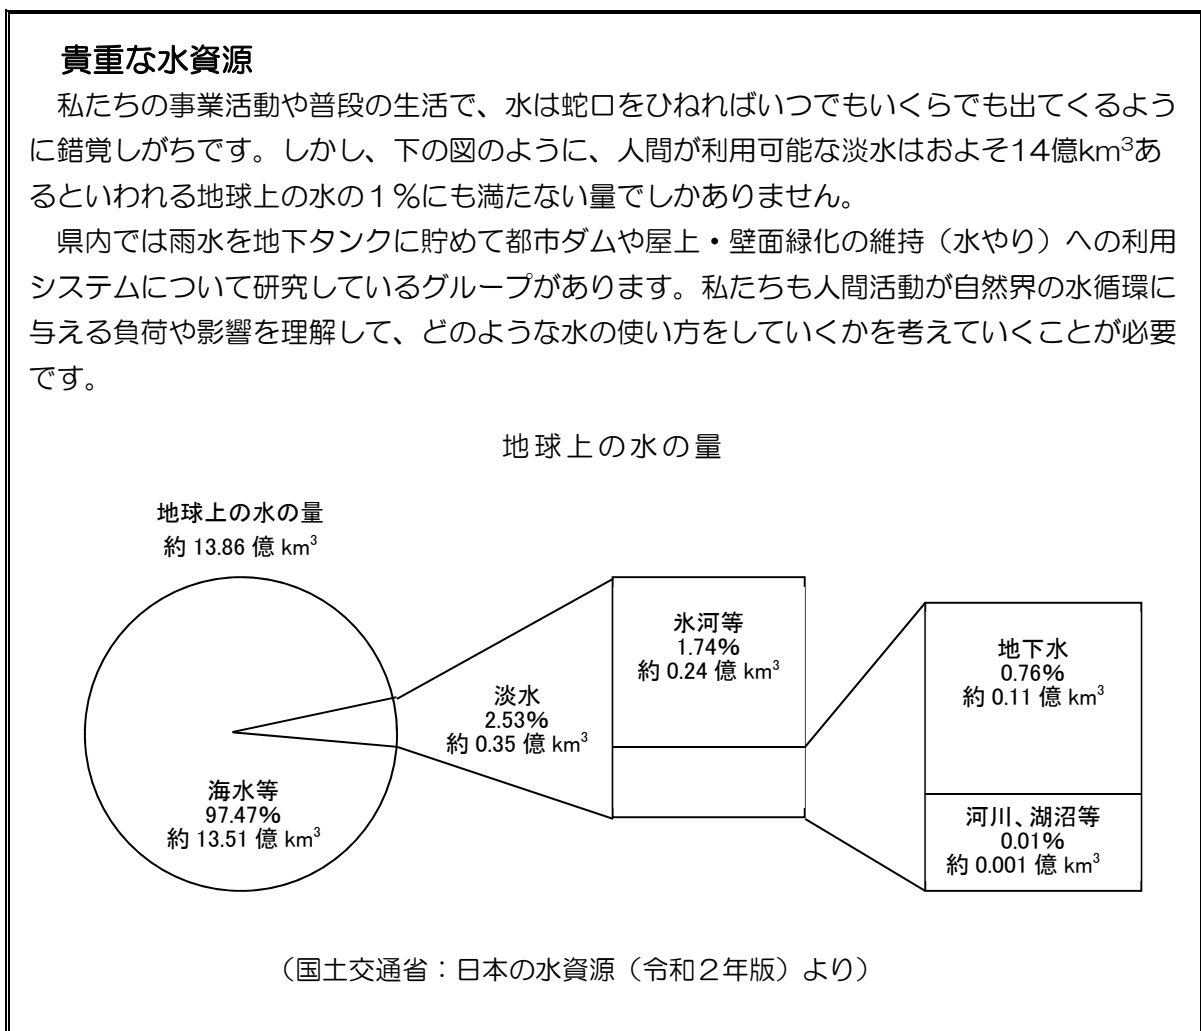 貴重な水資源
　私たちの事業活動や普段の生活で、水は蛇口をひねればいつでもいくらでも出てくるよう
に錯覚しがちです。しかし、下の図のように、人間が利用可能な淡水はおよそ14億km³あ
るといわれる地球上の水の１％にも満たない量でしかありません。
　県内では雨水を地下タンクに貯めて都市ダムや屋上・壁面緑化の維持（水やり）への利用
システムについて研究しているグループがあります。私たちも人間活動が自然界の水循環に
与える負荷や影響を理解して、どのような水の使い方をしていくかを考えていくことが必要
です。
地球上の水の量
地球上の水の量
約 13.86 億 km³
海水等
97.47%
約 13.51 億 km³
淡水
2.53%
約 0.35 億 km³
氷河等
1.74%
約 0.24 億 km³
地下水
0.76%
約 0.11 億 km³
河川、湖沼等
0.01%
約 0.001 億 km³
（国土交通省：日本の水資源（令和２年版）より）